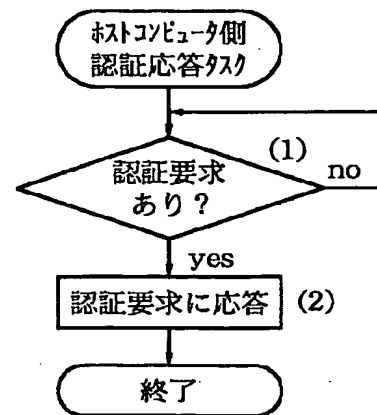 ホストコンピュータ側
認証応答タスク
(1)
認証要求
あり？
no
yes
認証要求に応答
(2)
終了